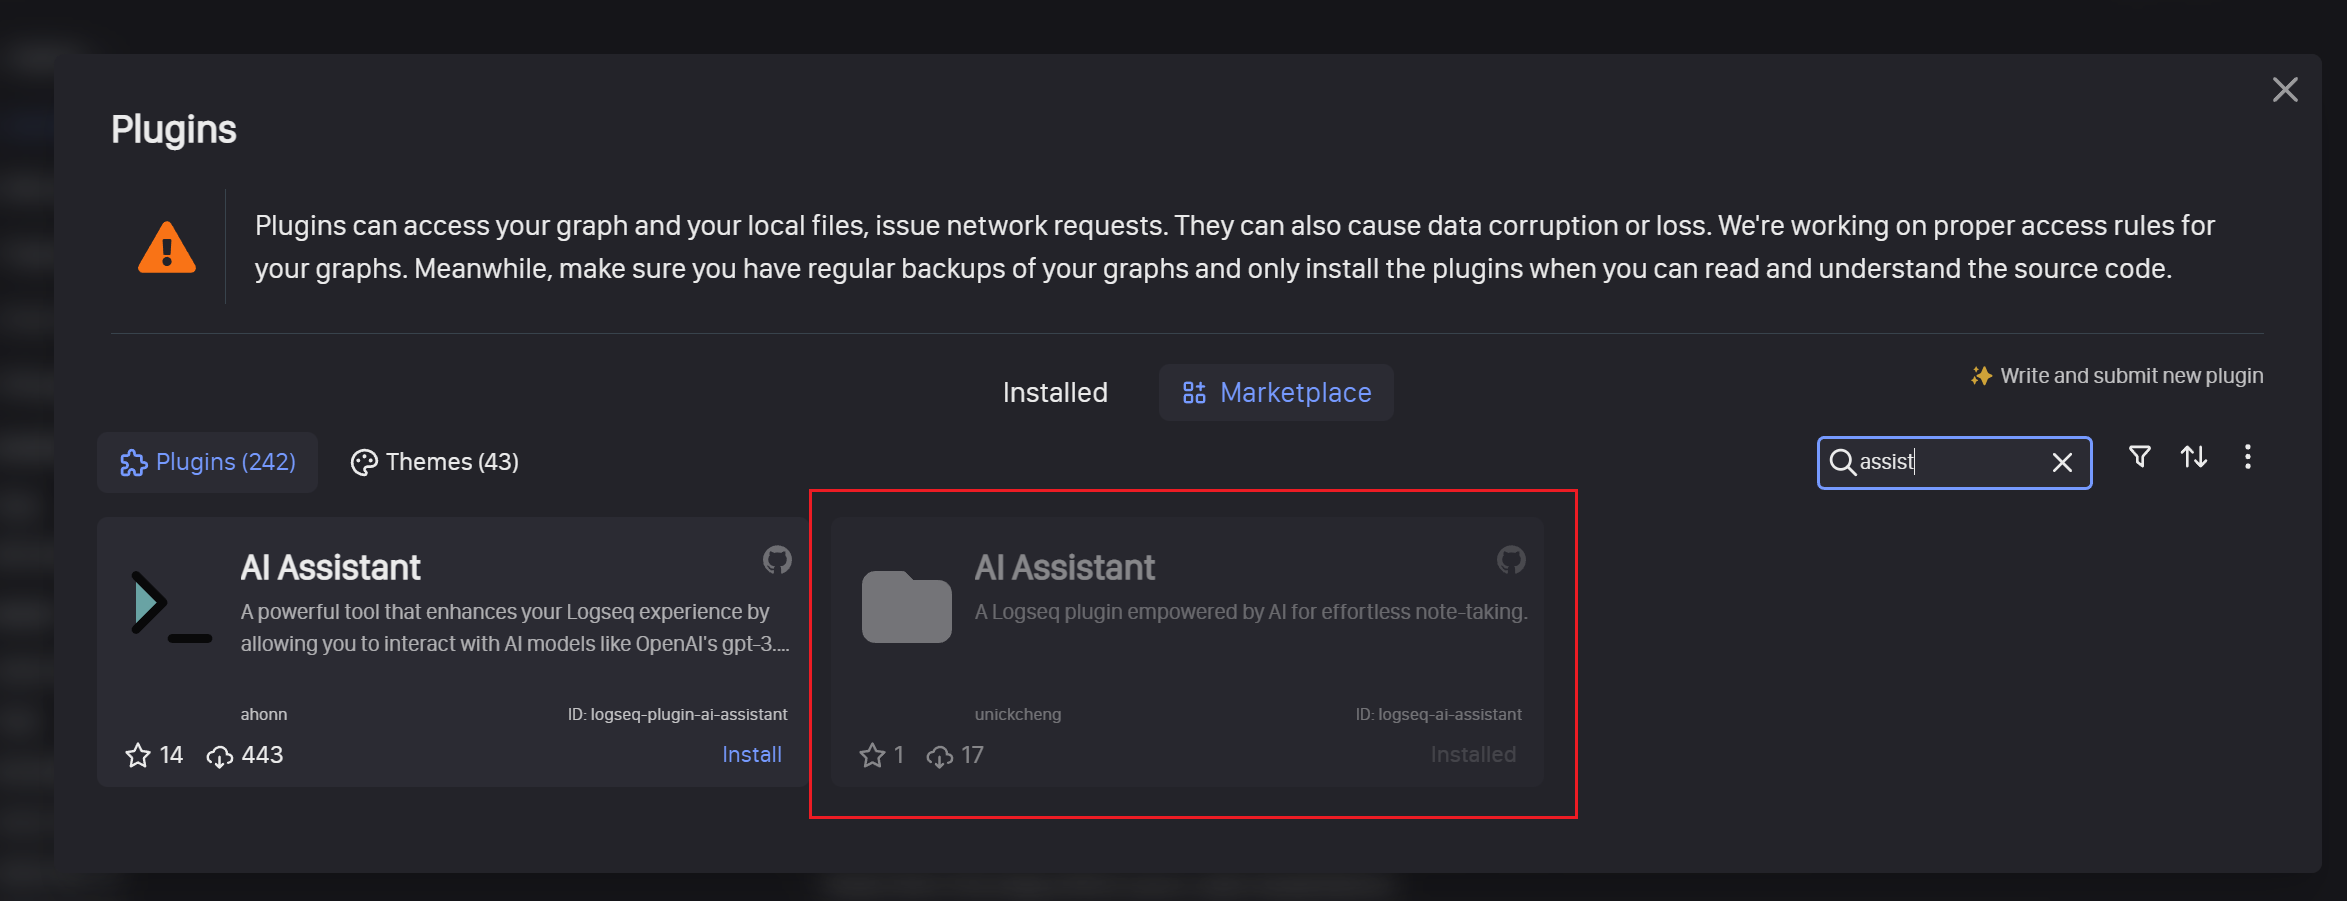 Plugins
Plugins can access your graph and your local files, issue network requests. They can also cause data corruption or loss. We're working on proper access rules for
your graphs. Meanwhile, make sure you have regular backups of your graphs and only install the plugins when you can read and understand the source code.
Installed
Marketplace
Write and submit new plugin
Plugins (242)
Themes (43)
assist
AI Assistant
A powerful tool that enhances your Logseq experience by
allowing you to interact with AI models like OpenAI's gpt-3....
ahonn
ID: logseq-plugin-ai-assistant
14
443
Install
AI Assistant
A Logseq plugin empowered by AI for effortless note-taking.
unickcheng
ID: logseq-ai-assistant
1
17
Installed